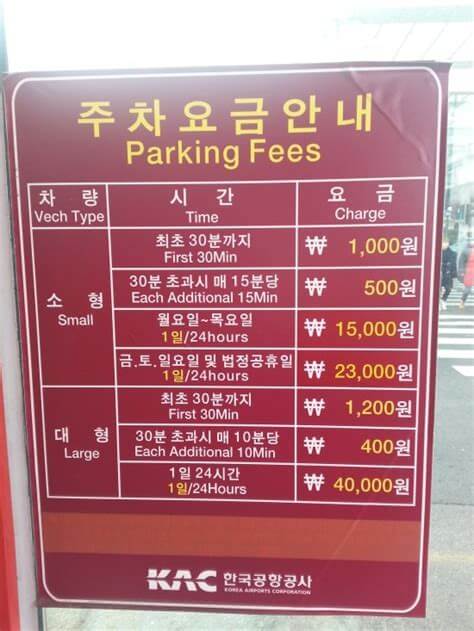 주차요금안내
Parking Fees
차 량 시 간 요 금
Vech Type Time Charge
소 형
Small
최초 30분까지
First 30Min
₩ 1,000원
30분 초과시 매 15분당
Each Additional 15Min
₩ 500원
월요일~목요일
1일/24hours
₩ 15,000원
금.토.일요일 및 법정공휴일
1일/24hours
₩ 23,000원
대 형
Large
최초 30분까지
First 30Min
₩ 1,200원
30분 초과시 매 10분당
Each Additional 10Min
₩ 400원
1일 24시간
1일/24Hours
₩ 40,000원
KAC 한국공항공사
KOREA AIRPORTS CORPORATION